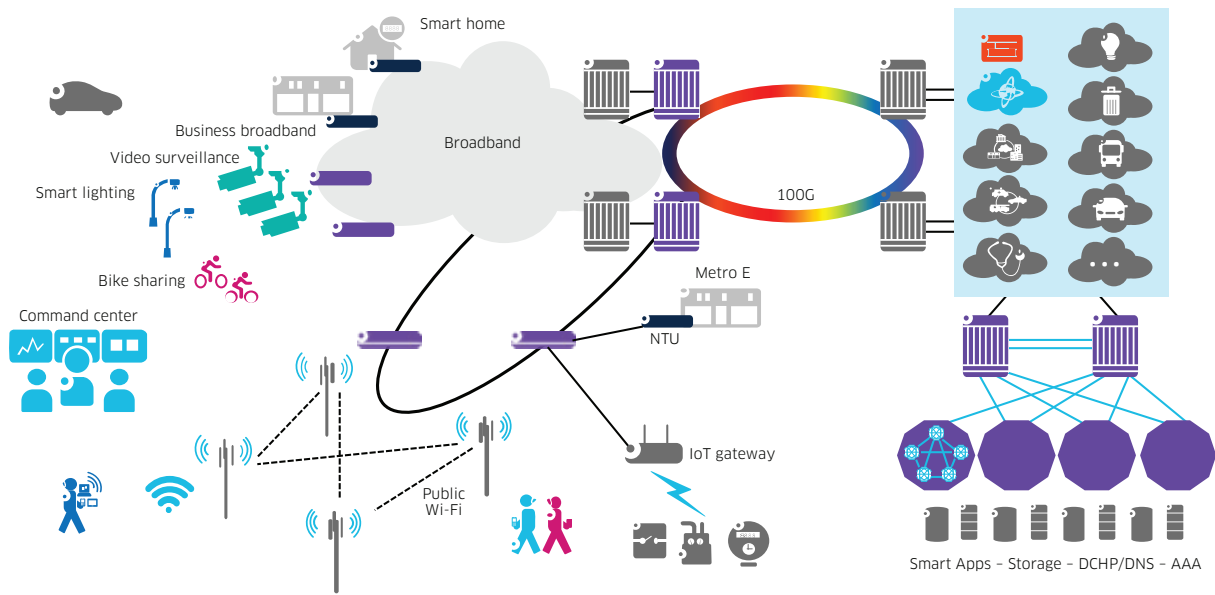 Smart home
Business broadband
Broadband
Video surveillance
Smart lighting
100G
Bike sharing
Metro E
Command center
NTU
IoT gateway
Public
Wi-Fi
Smart Apps – Storage – DCHP/DNS – AAA